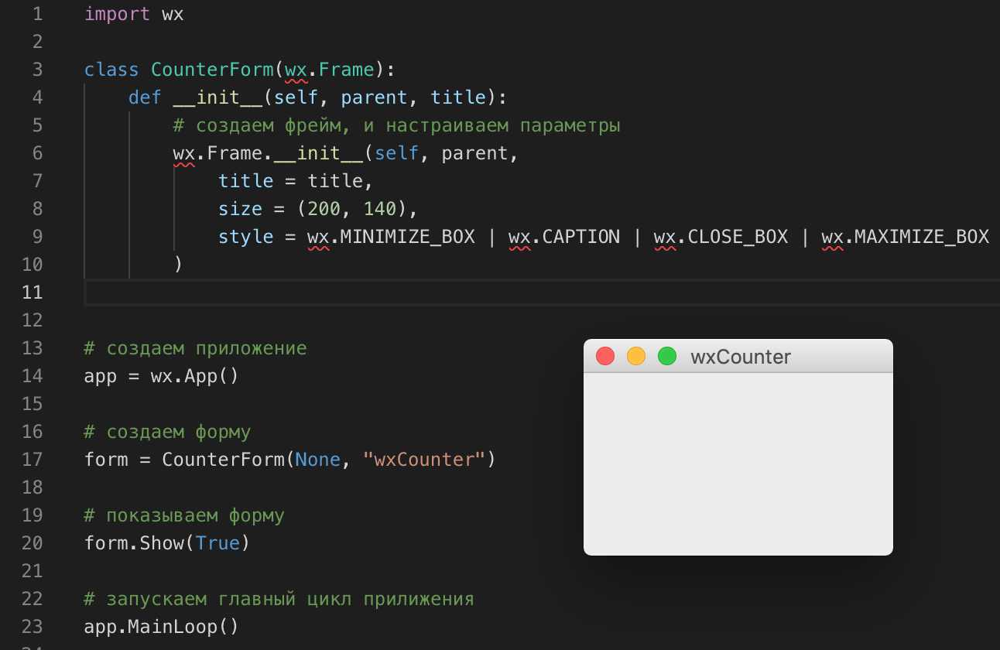 1 import wx
2
3 class CounterForm(wx.Frame):
4     def __init__(self, parent, title):
5         # создаем фрейм, и настраиваем параметры
6         wx.Frame.__init__(self, parent,
7             title = title,
8             size = (200, 140),
9             style = wx.MINIMIZE_BOX | wx.CAPTION | wx.CLOSE_BOX | wx.MAXIMIZE_BOX
10         )
11
12
13 # создаем приложение
14 app = wx.App()
15
16 # создаем форму
17 form = CounterForm(None, "wxCounter")
18
19 # показываем форму
20 form.Show(True)
21
22 # запускаем главный цикл прилижения
23 app.MainLoop()
24
wxCounter